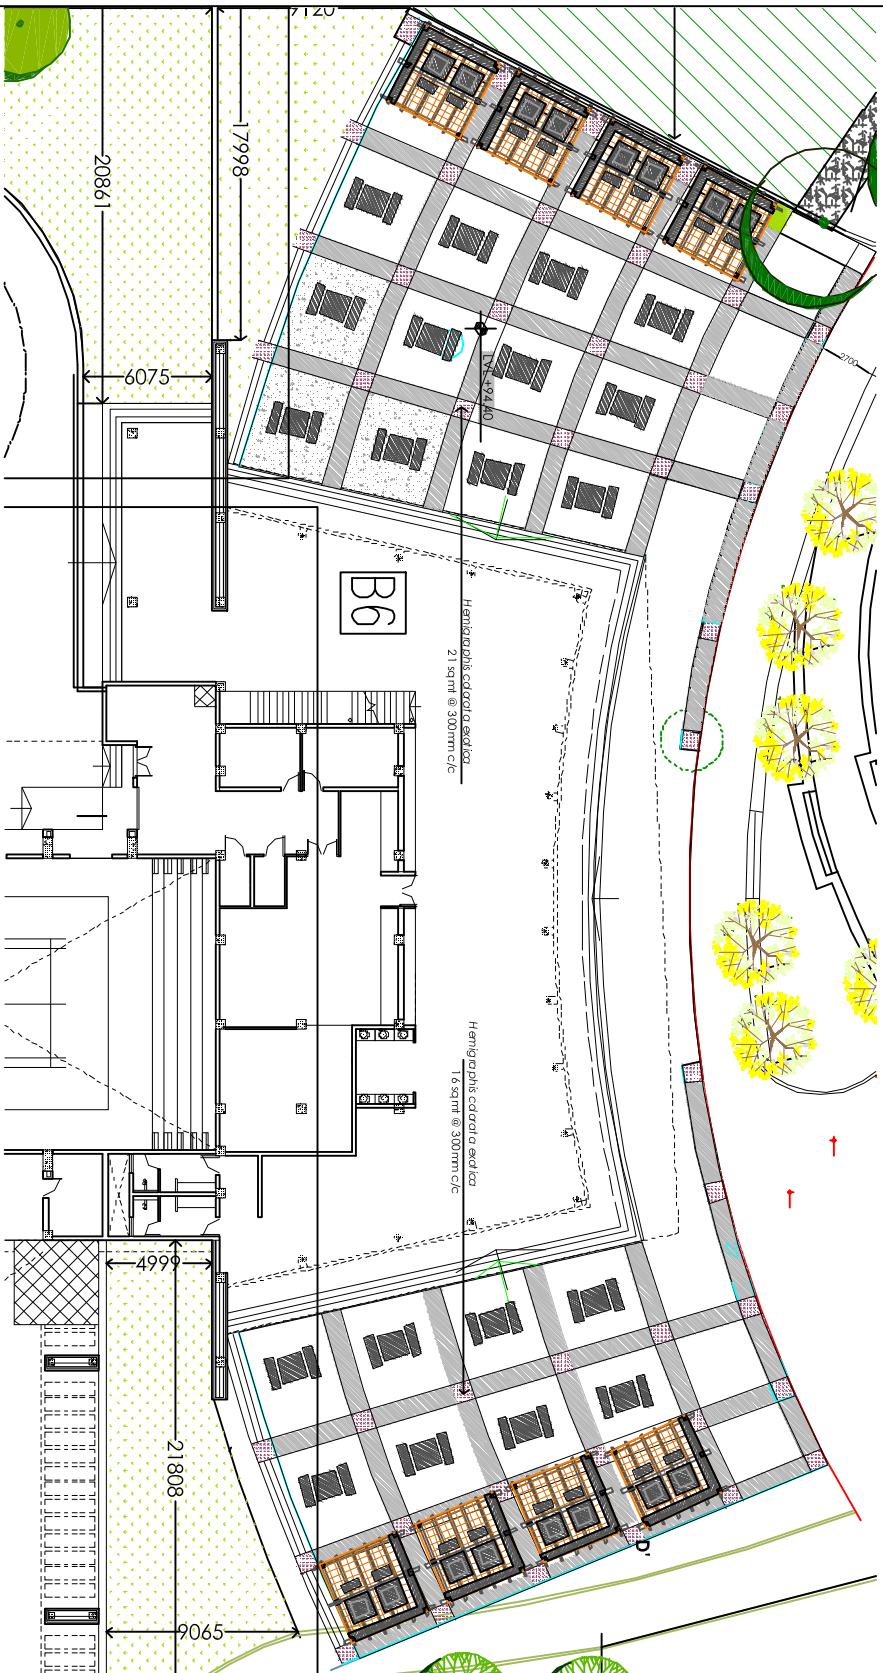 7120
20861
17998
6075
2700
LVL +94.40
B6
Hemigraphis colorata exotica
21 sq.mt @ 300mm c/c
Hemigraphis colorata exotica
16 sq.mt @ 300mm c/c
4999
21808
9065
D'